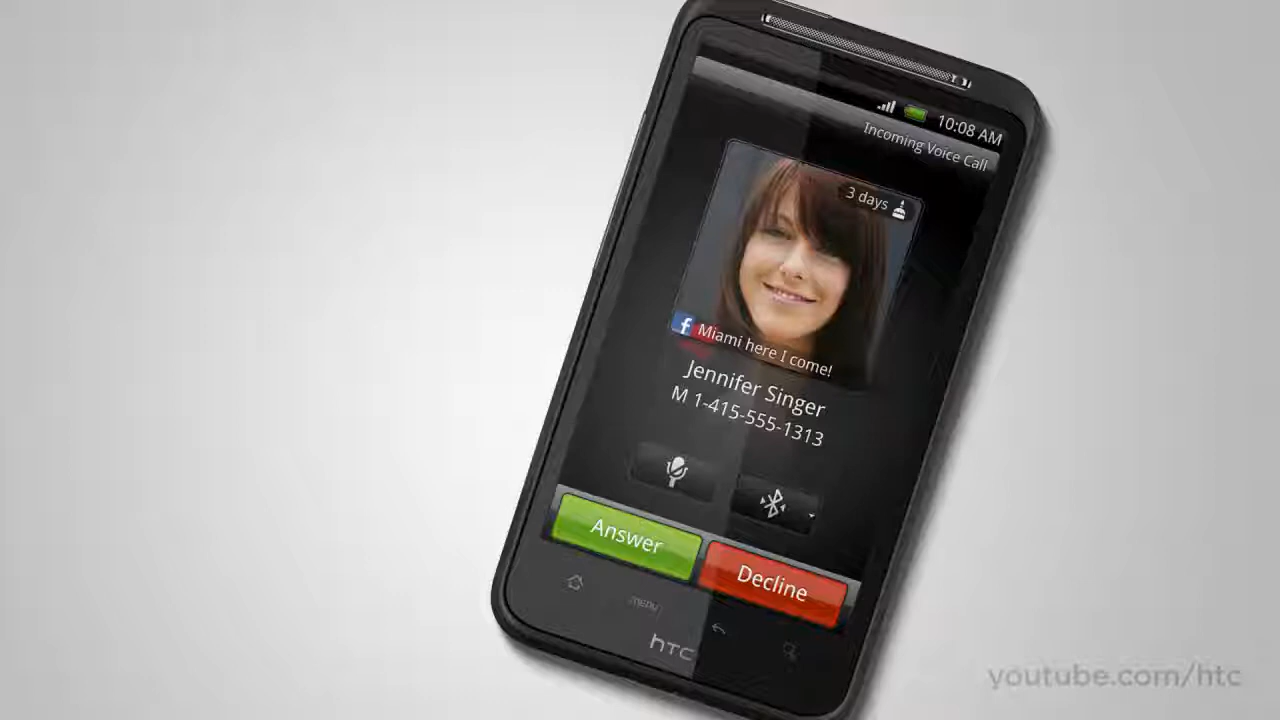 10:08 AM
Incoming Voice Call
3 days
f Miami here I come!
Jennifer Singer
M 1-415-555-1313
Answer
Decline
menu
hTC
youtube.com/htc